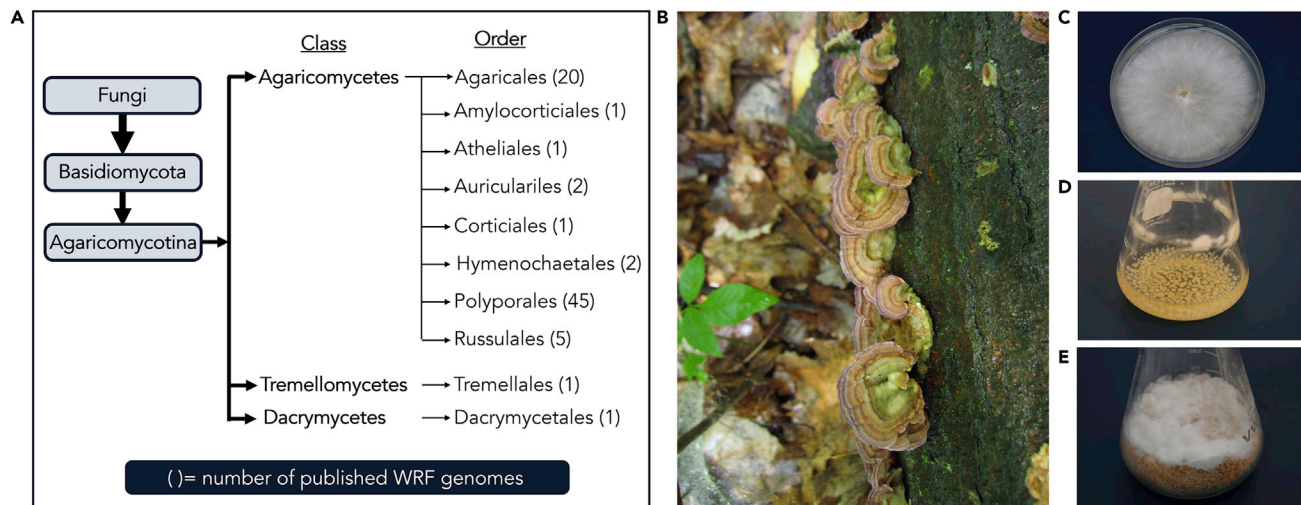 A
Class
Order
Fungi
Basidiomycota
Agaricomycotina
Agaricomycetes
Agaricales (20)
Amylocorticiales (1)
Atheliales (1)
Auriculariles (2)
Corticiales (1)
Hymenochaetales (2)
Polyporales (45)
Russulales (5)
Tremellomycetes
Tremellales (1)
Dacrymycetes
Dacrymycetales (1)
( )= number of published WRF genomes
B
C
D
E